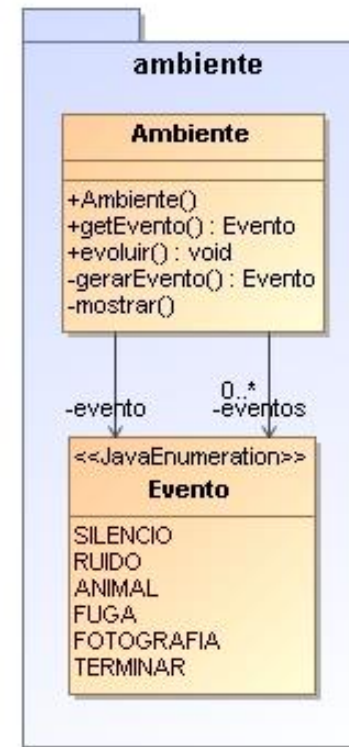 ambiente
Ambiente
+Ambiente()
+getEvento() : Evento
+evoluir() : void
-gerarEvento() : Evento
-mostrar()
0..*
-evento -eventos
<<JavaEnumeration>>
Evento
SILENCIO
RUIDO
ANIMAL
FUGA
FOTOGRAFIA
TERMINAR